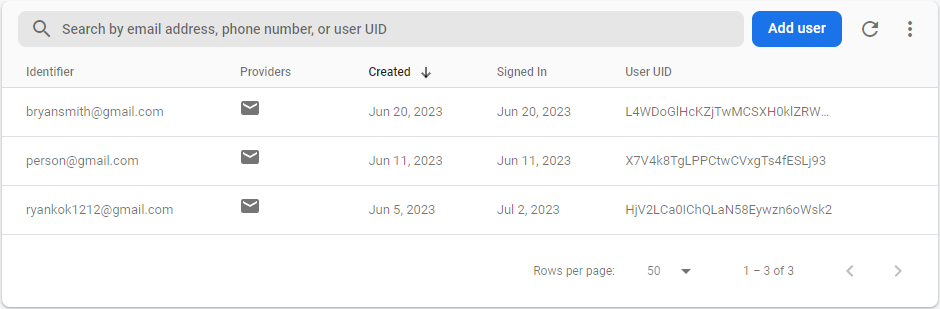 Search by email address, phone number, or user UID Add user
Identifier Providers Created Signed In User UID
bryansmith@gmail.com Jun 20, 2023 Jun 20, 2023 L4WDoGlHcKZjTwMCSXH0klZRW...
person@gmail.com Jun 11, 2023 Jun 11, 2023 X7V4k8TgLPPCtwCVxgTs4fESLj93
ryankok1212@gmail.com Jun 5, 2023 Jul 2, 2023 HjV2LCa0IChQLaN58Eywzn6oWsk2
Rows per page: 50 1 – 3 of 3